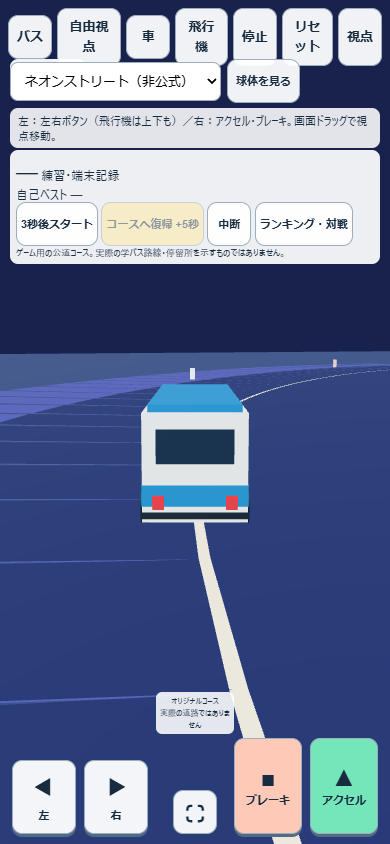 バス
自由視
点
車
飛行
機
停止
リセ
ット
視点
ネオンストリート（非公式）
球体を見る
左：左右ボタン（飛行機は上下も）／右：アクセル・ブレーキ。画面ドラッグで視
点移動。
── 練習・端末記録
自己ベスト —
3秒後スタート
コースへ復帰 +5秒
中断
ランキング・対戦
ゲーム用の公道コース。実際の学バス路線・停留所を示すものではありません。
オリジナルコース
実際の道路ではありま
せん
◀
左
▶
右
■
ブレーキ
▲
アクセル